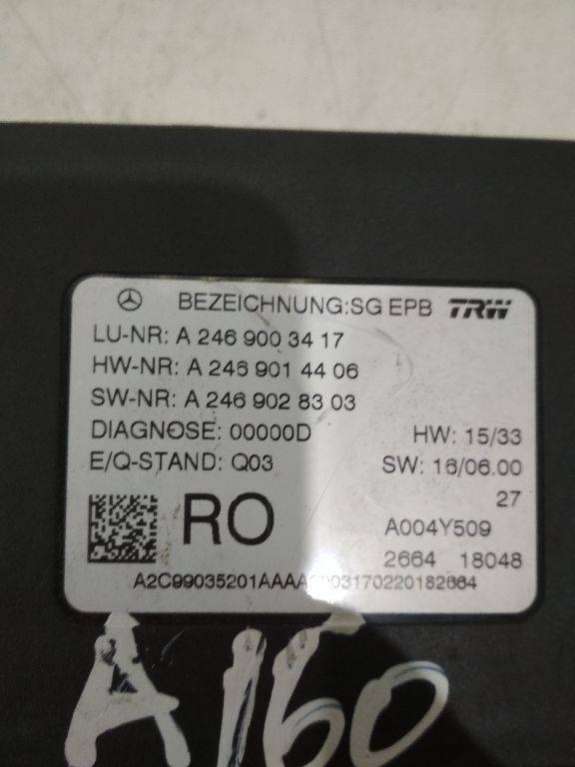 BEZEICHNUNG:SG EPB TRW
LU-NR: A 246 900 34 17
HW-NR: A 246 901 44 06
SW-NR: A 246 902 83 03
DIAGNOSE: 00000D HW: 15/33
E/Q-STAND: Q03 SW: 16/06.00
27
RO
A004Y509
2664 18048
A160